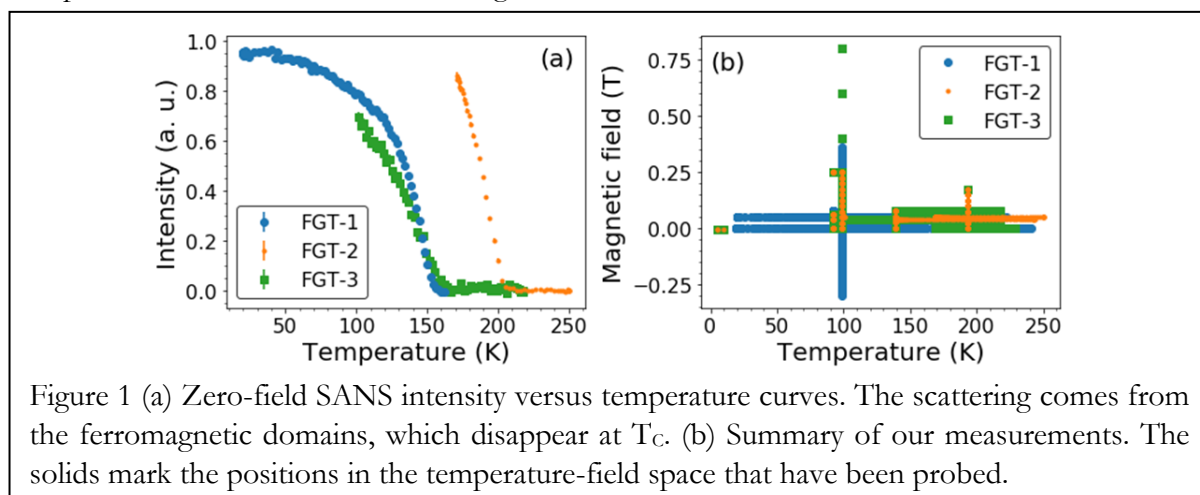 (a)
1.0
0.8
0.6
0.4
0.2
0.0
Intensity (a. u.)
FGT-1
FGT-2
FGT-3
50 100 150 200 250
Temperature (K)
(b)
0.75
0.50
0.25
0.00
−0.25
Magnetic field (T)
FGT-1
FGT-2
FGT-3
0 50 100 150 200 250
Temperature (K)
Figure 1 (a) Zero-field SANS intensity versus temperature curves. The scattering comes from
the ferromagnetic domains, which disappear at T<sub>C</sub>. (b) Summary of our measurements. The
solids mark the positions in the temperature-field space that have been probed.